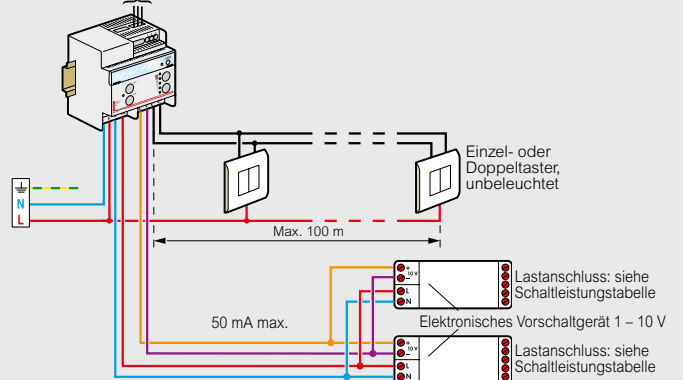 Einzel- oder
Doppeltaster,
unbeleuchtet
N
L
Max. 100 m
+
10 V
–
L
N
Lastanschluss: siehe
Schaltleistungstabelle
50 mA max.
Elektronisches Vorschaltgerät 1 – 10 V
+
10 V
–
L
N
Lastanschluss: siehe
Schaltleistungstabelle